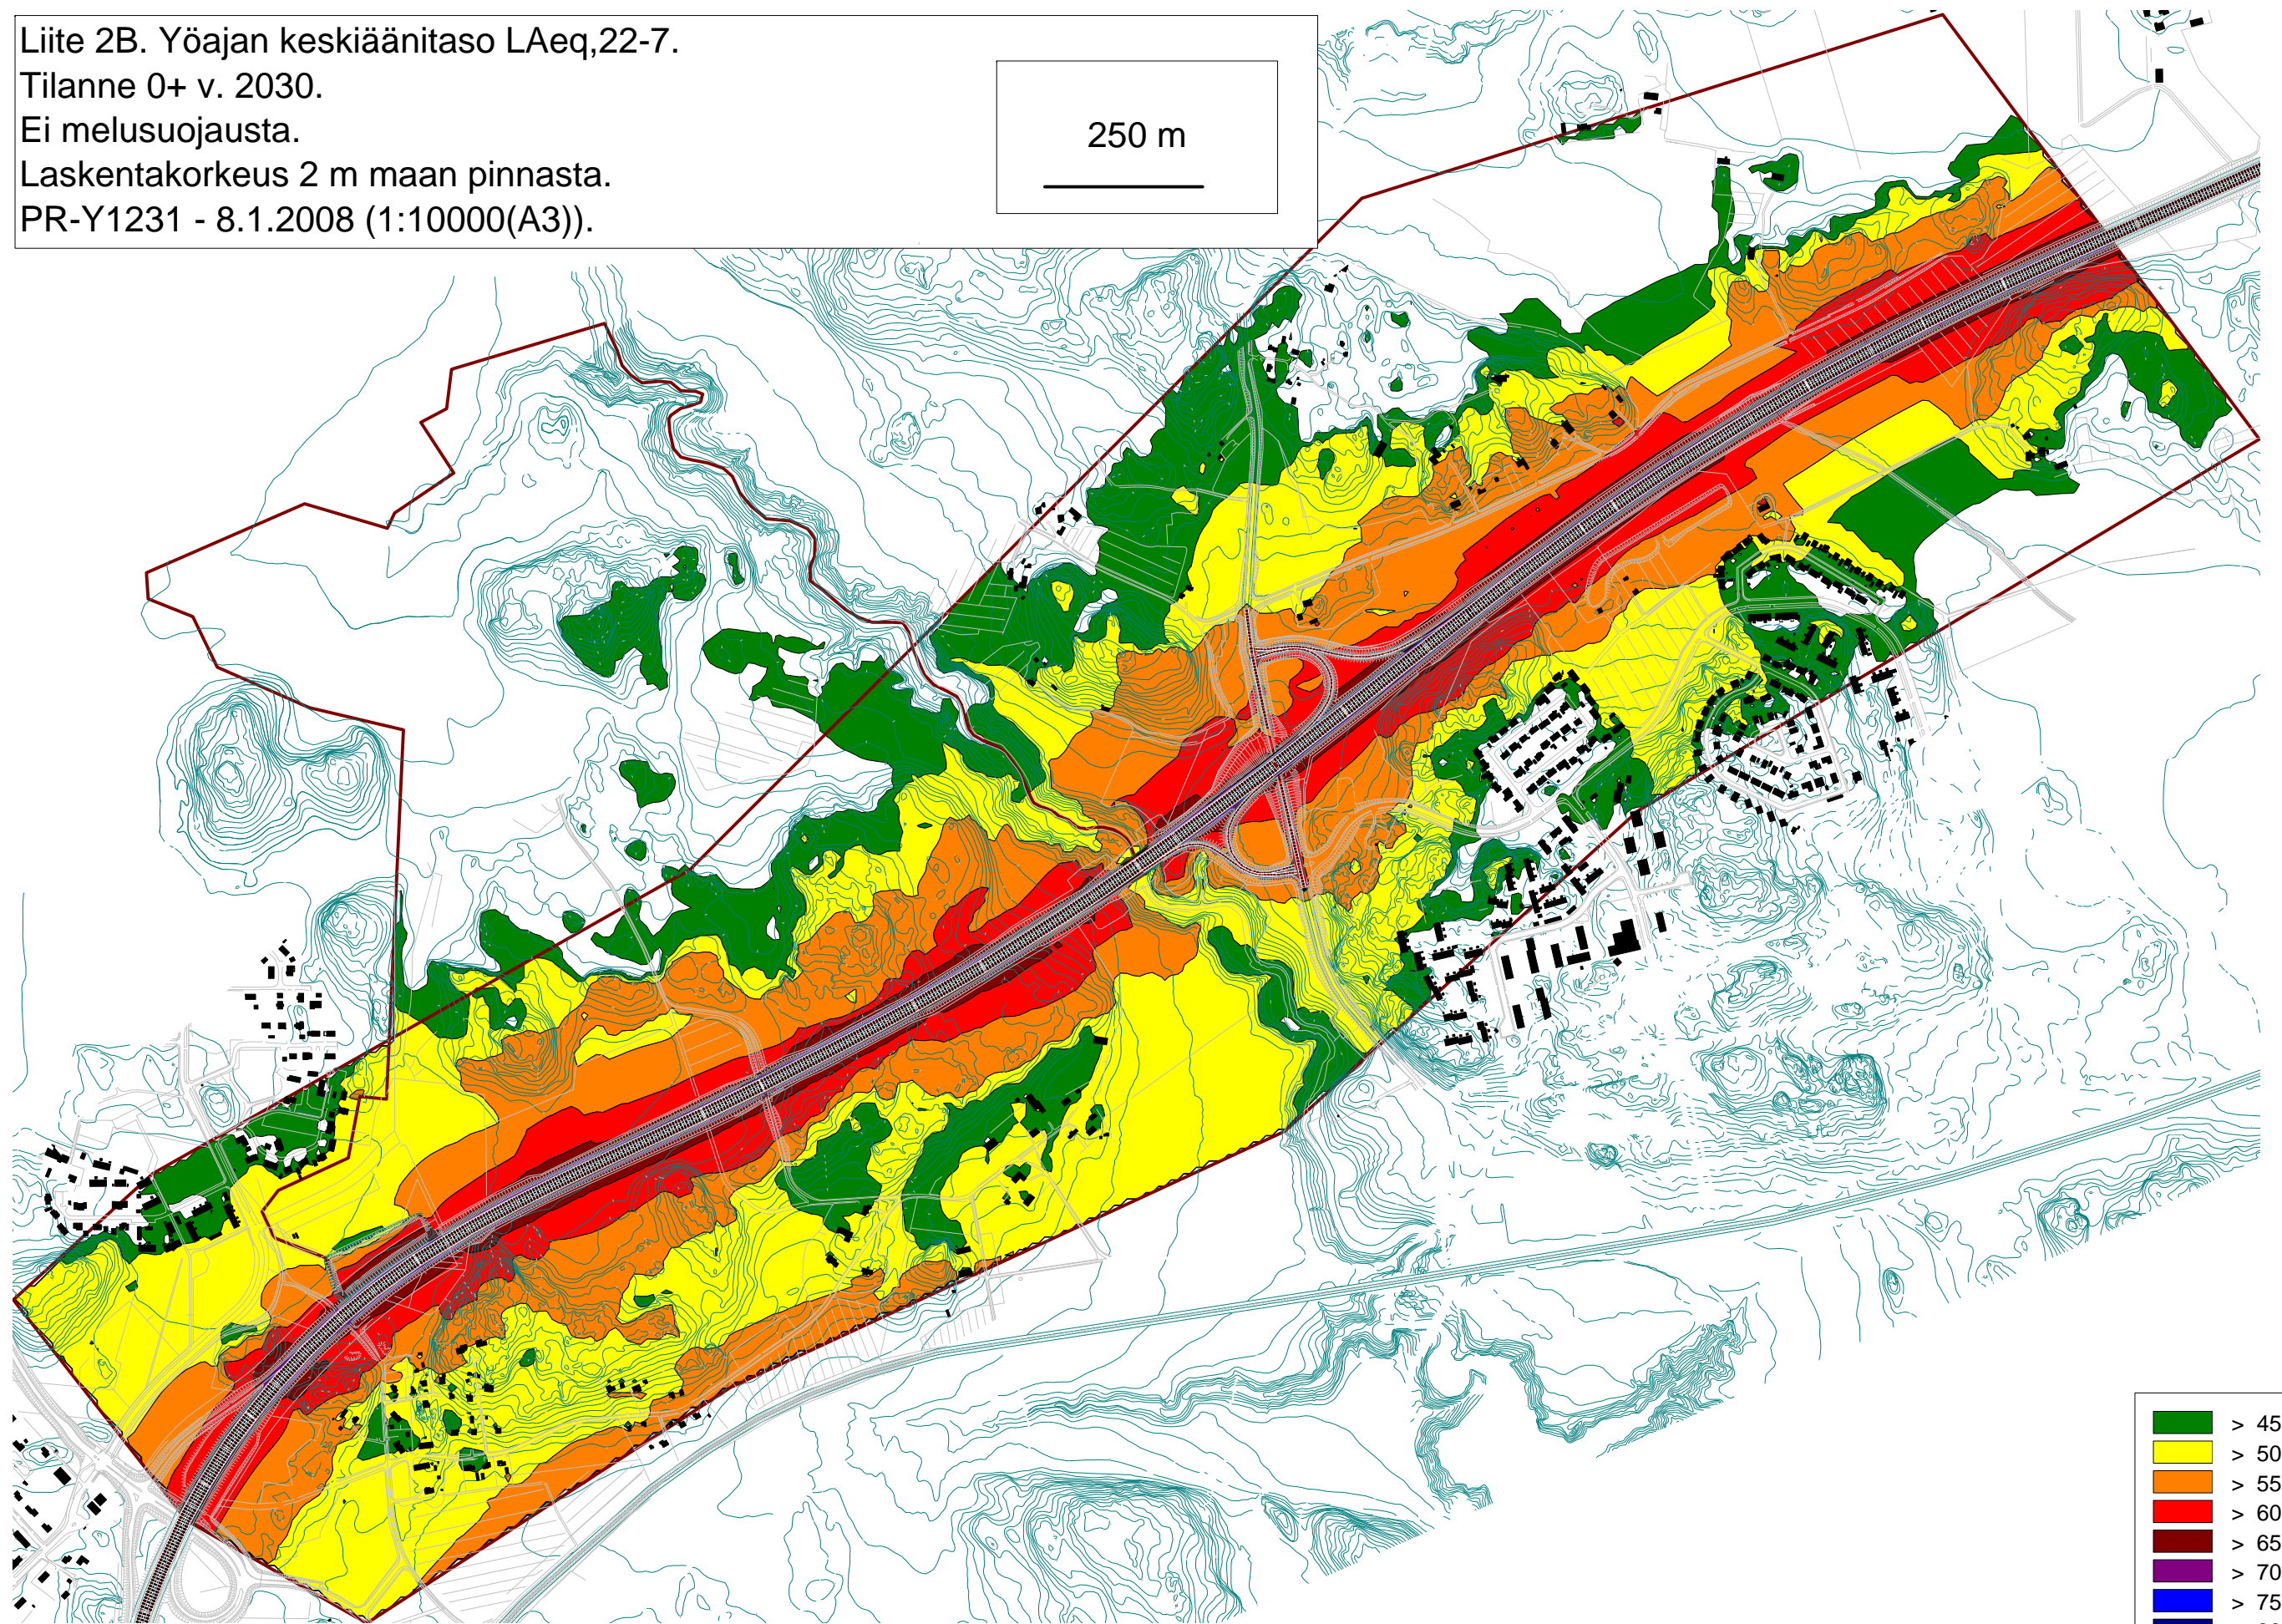 Liite 2B. Yöajan keskiäänitaso LAeq,22-7.
Tilanne 0+ v. 2030.
Ei melusuojausta.
Laskentakorkeus 2 m maan pinnasta.
PR-Y1231 - 8.1.2008 (1:10000(A3)).
250 m
> 45
> 50
> 55
> 60
> 65
> 70
> 75